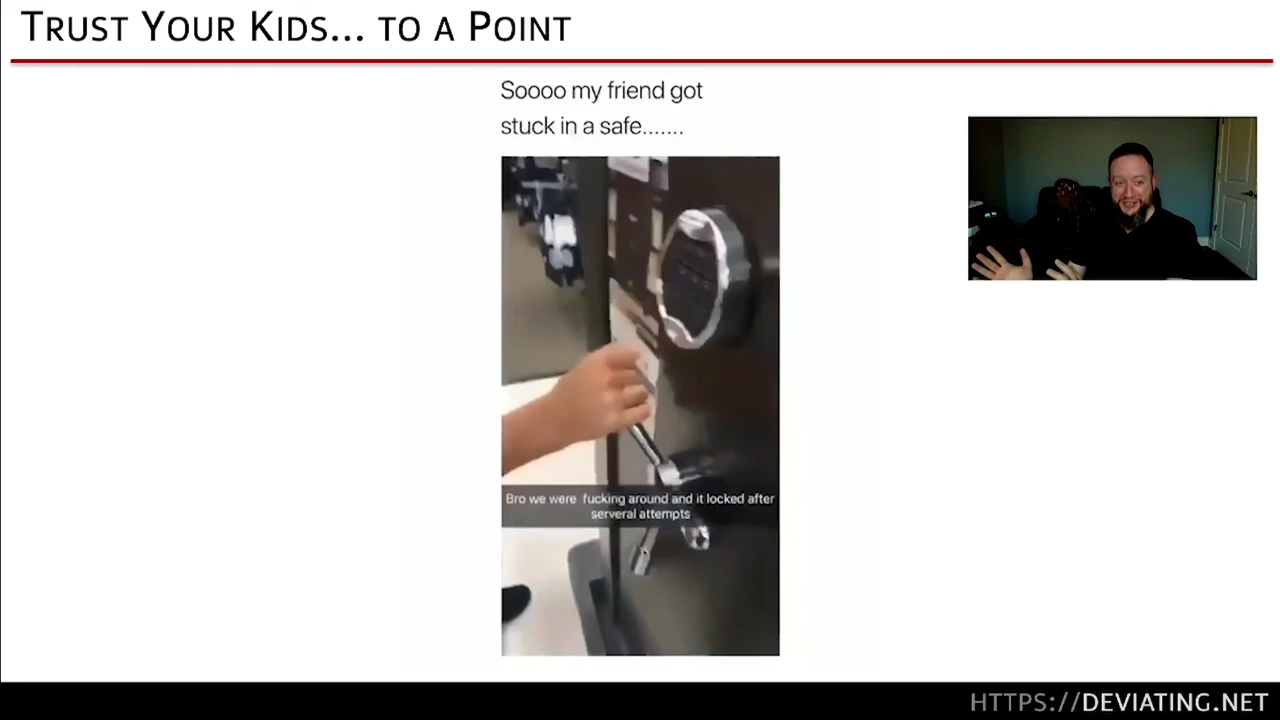 TRUST YOUR KIDS... TO A POINT
Soooo my friend got
stuck in a safe.......
Bro we were fucking around and it locked after
serveral attempts
HTTPS://DEVIATING.NET